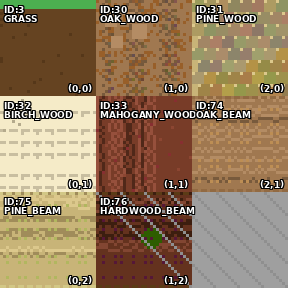 ID:3
GRASS
(0,0)
ID:30
OAK_WOOD
(1,0)
ID:31
PINE_WOOD
(2,0)
ID:32
BIRCH_WOOD
(0,1)
ID:33
MAHOGANY_WOOD
(1,1)
ID:74
OAK_BEAM
(2,1)
ID:75
PINE_BEAM
(0,2)
ID:76
HARDWOOD_BEAM
(1,2)